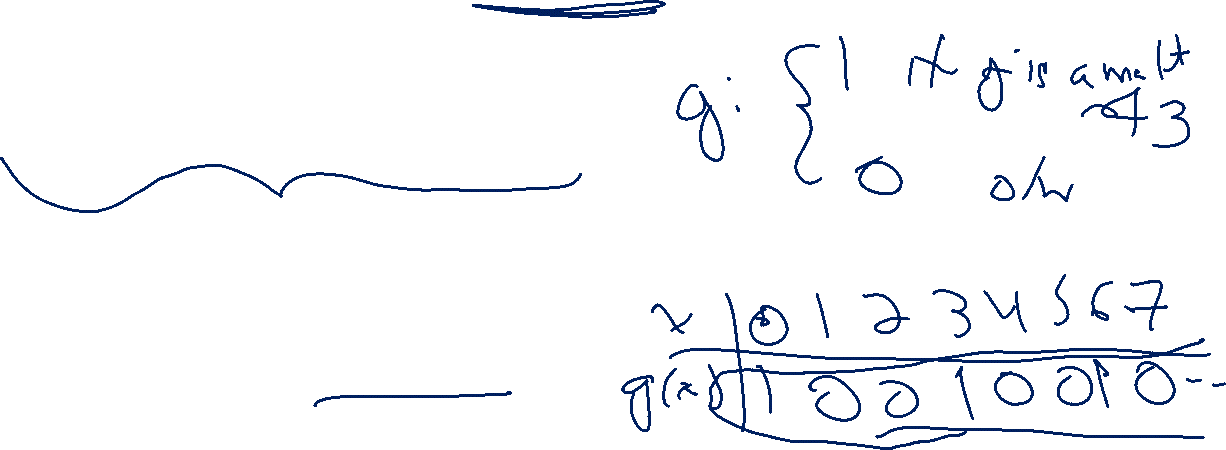 g: { 1 if g is a mult
of 3
0 o/w
x | 0 1 2 3 4 5 6 7
g(x) | 1 0 0 1 0 0 1 0 --